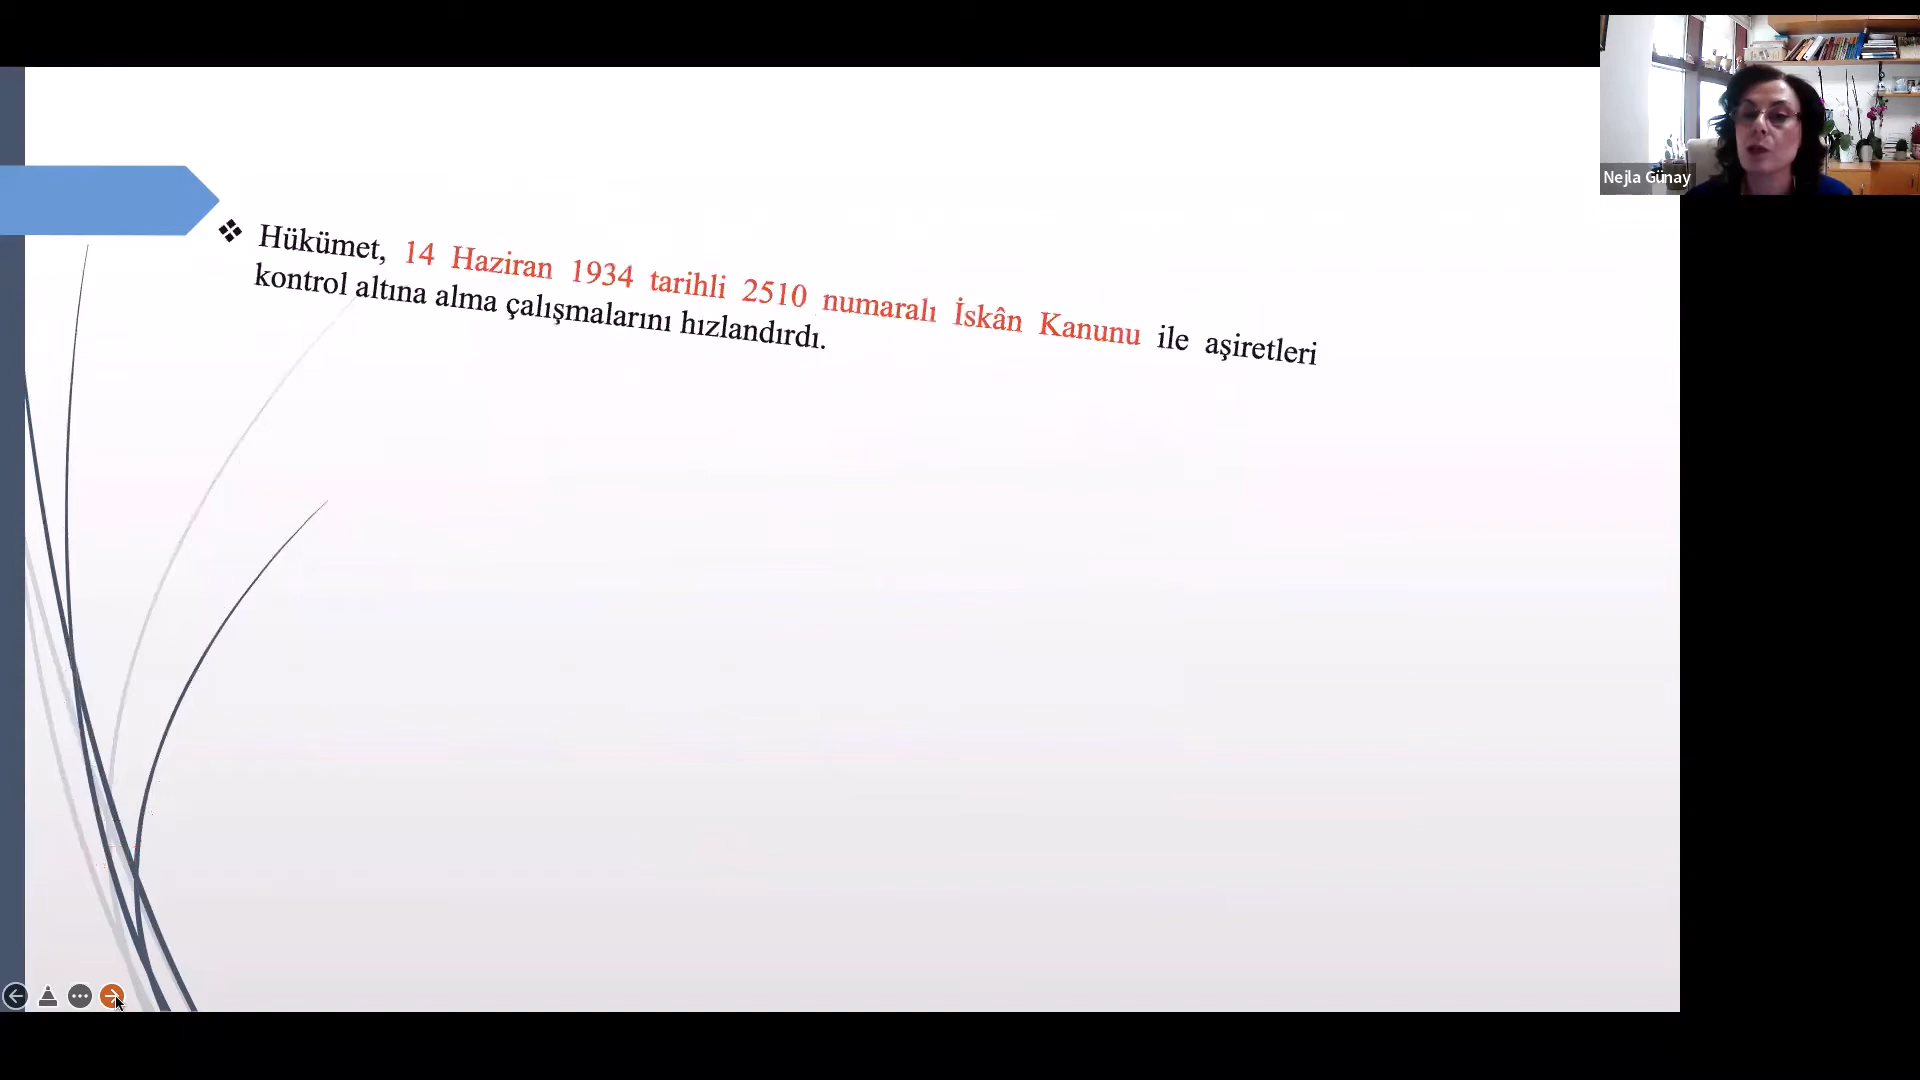 Nejla Günay
❖ Hükümet, 14 Haziran 1934 tarihli 2510 numaralı İskân Kanunu ile aşiretleri
kontrol altına alma çalışmalarını hızlandırdı.